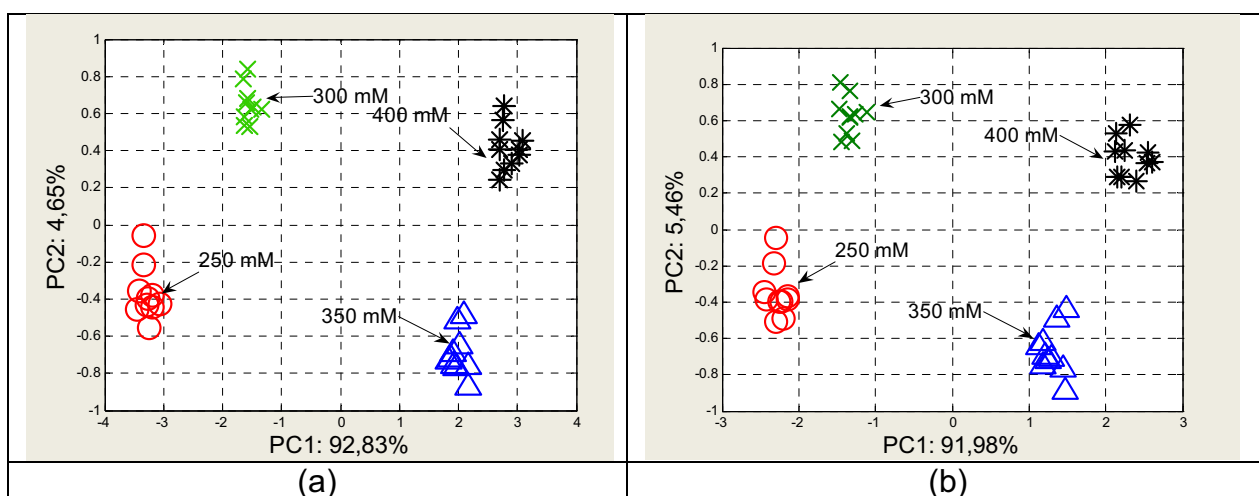 1
0.8
0.6
0.4
0.2
0
-0.2
-0.4
-0.6
-0.8
-1
-4 -3 -2 -1 0 1 2 3 4
PC2: 4,65%
PC1: 92,83%
300 mM
400 mM
250 mM
350 mM
(a)
1
0.8
0.6
0.4
0.2
0
-0.2
-0.4
-0.6
-0.8
-1
-4 -3 -2 -1 0 1 2 3
PC2: 5,46%
PC1: 91,98%
300 mM
400 mM
250 mM
350 mM
(b)